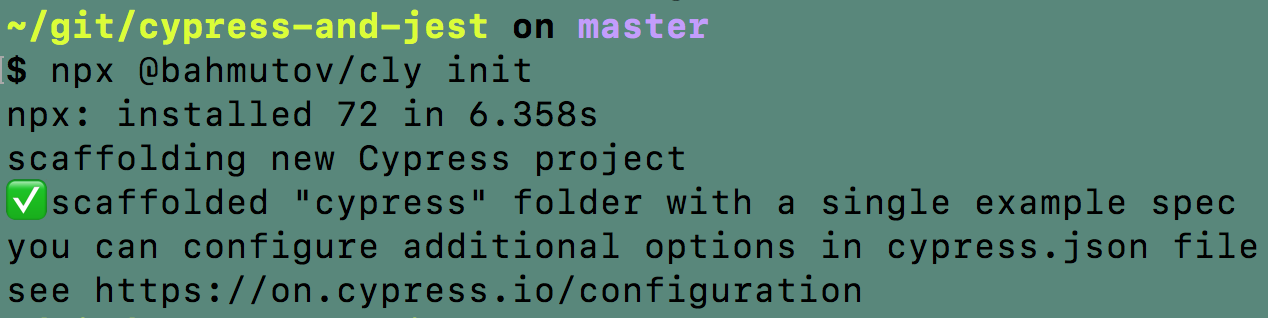 ~/git/cypress-and-jest on master
$ npx @bahmutov/cly init
npx: installed 72 in 6.358s
scaffolding new Cypress project
✅scaffolded "cypress" folder with a single example spec
you can configure additional options in cypress.json file
see https://on.cypress.io/configuration